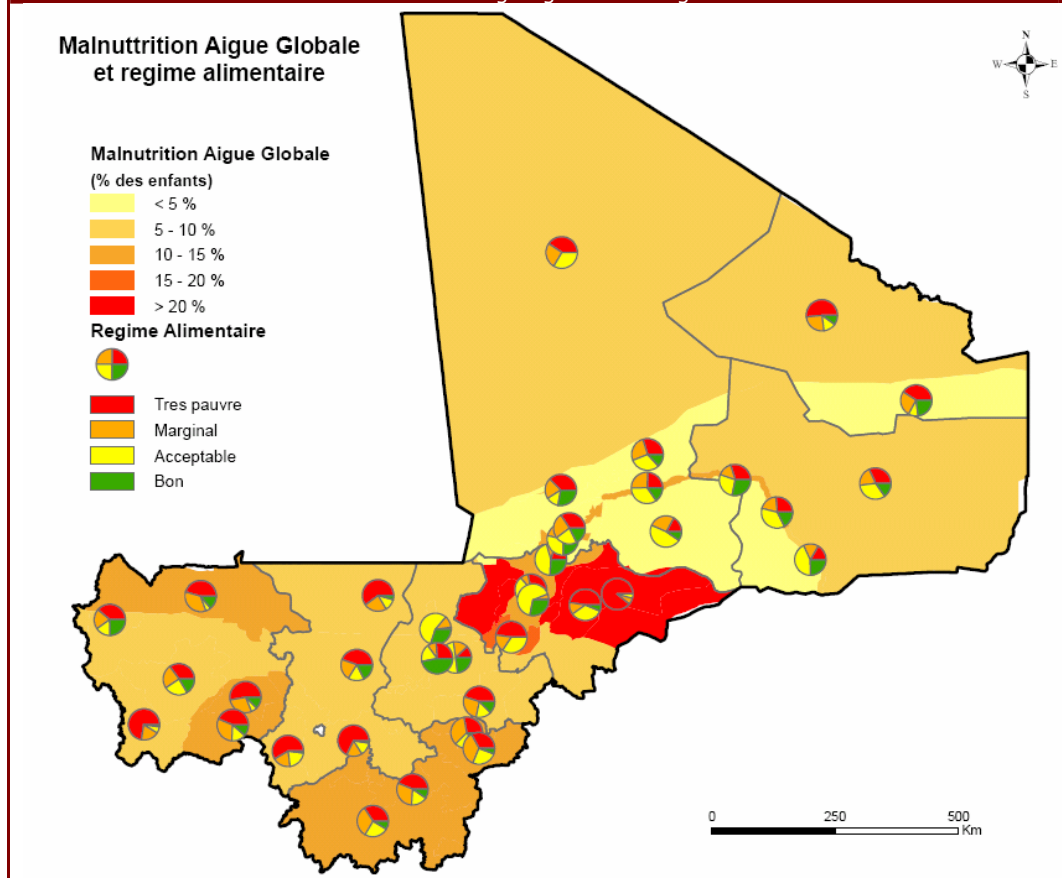 Malnuttrition Aigue Globale
et regime alimentaire
N
W
E
S
Malnutrition Aigue Globale
(% des enfants)
< 5 %
5 - 10 %
10 - 15 %
15 - 20 %
> 20 %
Regime Alimentaire
Tres pauvre
Marginal
Acceptable
Bon
0 250 500
Km